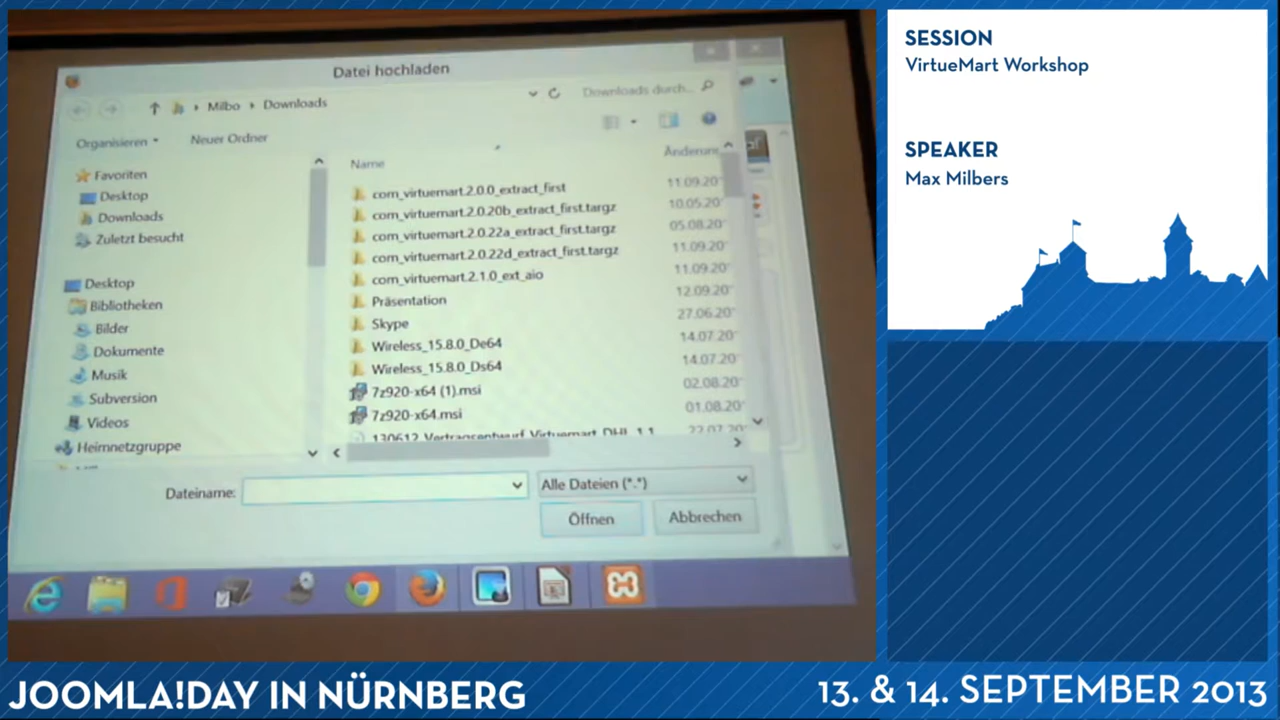 Datei hochladen
Milbo
Downloads
Downloads durch...
Organisieren
Neuer Ordner
Favoriten
Desktop
Downloads
Zuletzt besucht
Desktop
Bibliotheken
Bilder
Dokumente
Musik
Subversion
Videos
Heimnetzgruppe
Name
Änderun
com_virtuemart.2.0.0_extract_first
11.09.20
com_virtuemart.2.0.20b_extract_first.targz
10.05.20
com_virtuemart.2.0.22a_extract_first.targz
05.08.20
com_virtuemart.2.0.22d_extract_first.targz
11.09.20
com_virtuemart.2.1.0_ext_aio
11.09.20
Präsentation
12.09.20
Skype
27.06.20
Wireless_15.8.0_De64
14.07.20
Wireless_15.8.0_Ds64
14.07.20
7z920-x64 (1).msi
02.08.20
7z920-x64.msi
01.08.20
130612_Vertragsentwurf_Virtuemart_DHL_1.1
22.07.20
Dateiname:
Alle Dateien (*.*)
Öffnen
Abbrechen
SESSION
VirtueMart Workshop
SPEAKER
Max Milbers
JOOMLA!DAY IN NÜRNBERG
13. & 14. SEPTEMBER 2013